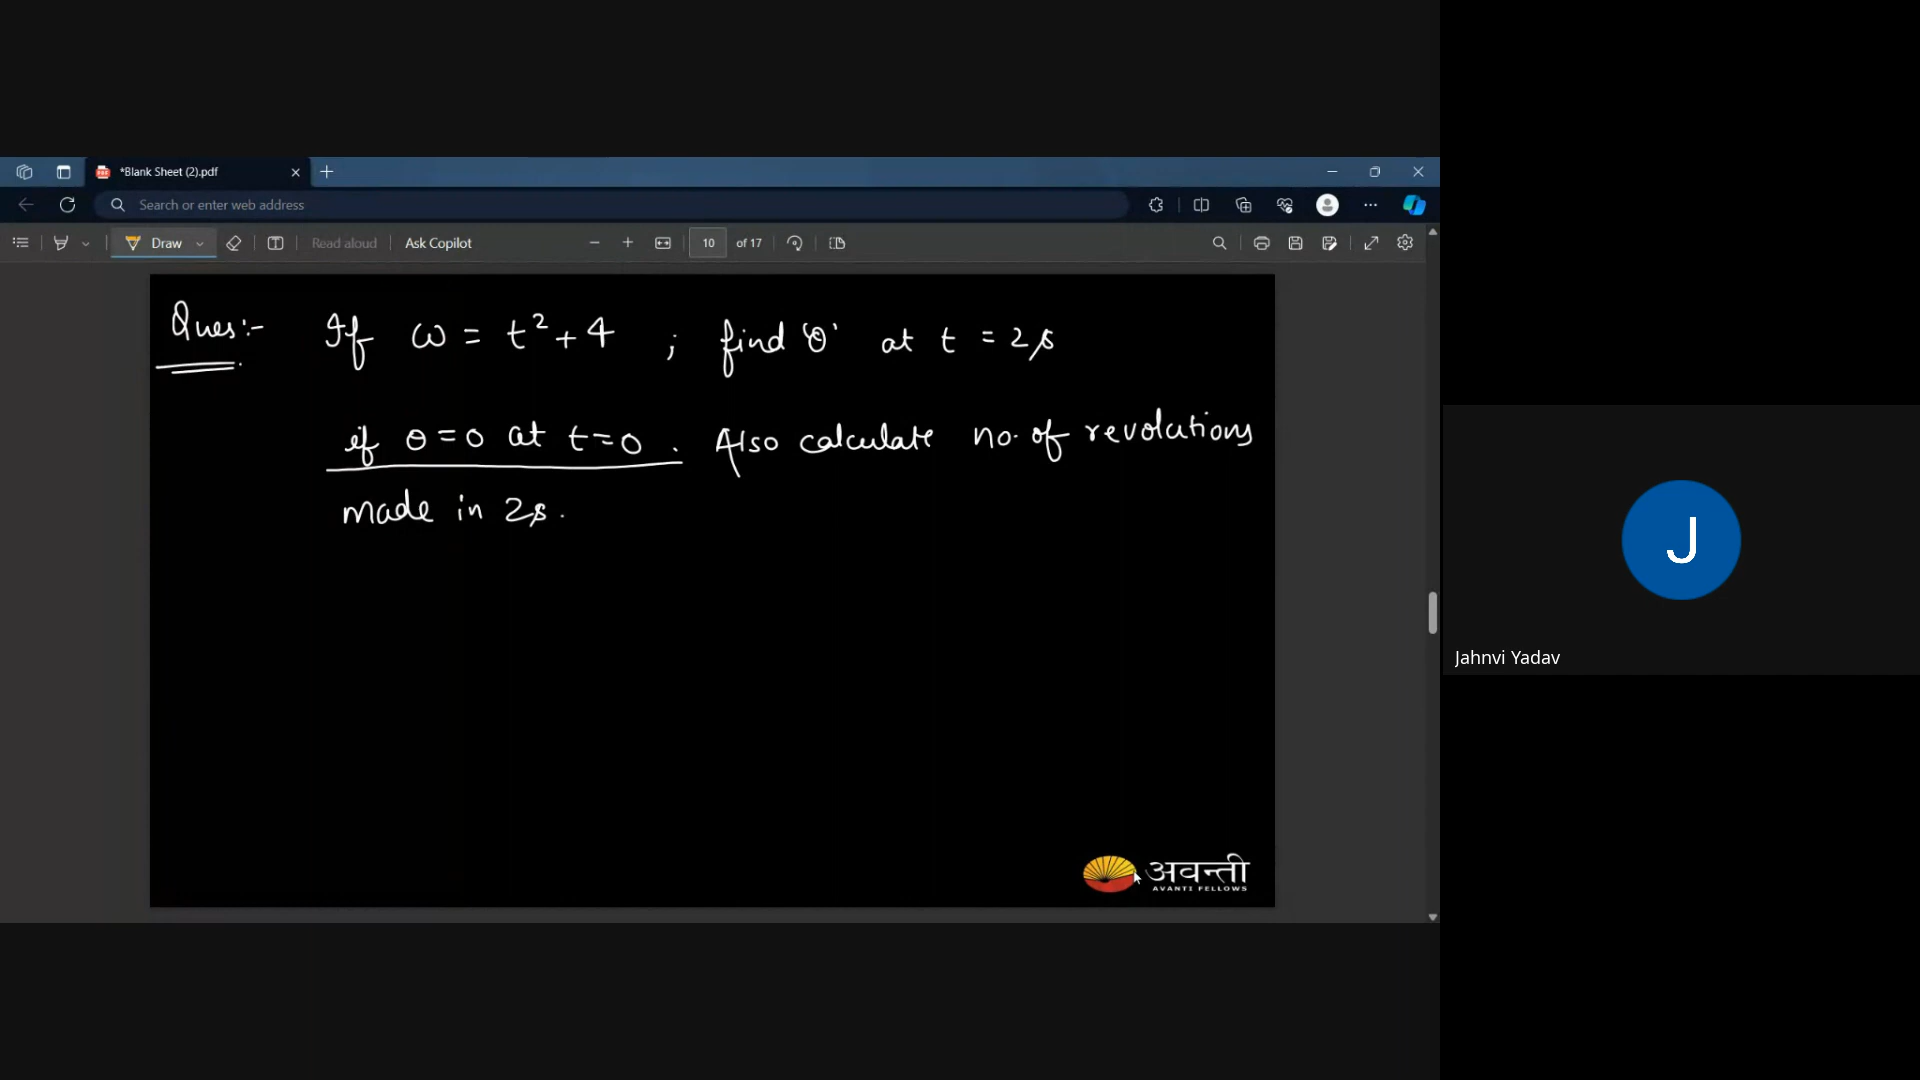 *Blank Sheet (2).pdf
Search or enter web address
Draw
Read aloud
Ask Copilot
10 of 17
Ques:- If ω = t²+4 ; find 'θ' at t = 2s
if θ=0 at t=0. Also calculate no. of revolutions
made in 2s.
अवन्ती
AVANTI FELLOWS
J
Jahnvi Yadav